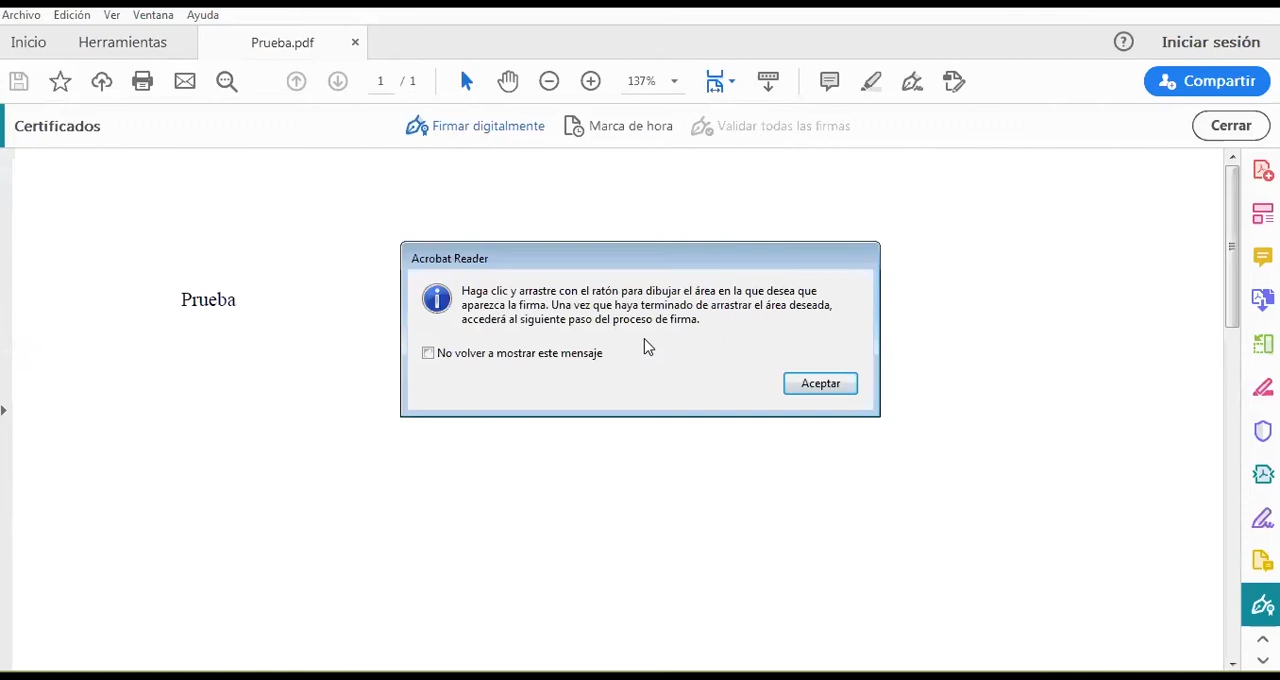 Archivo Edición Ver Ventana Ayuda
Inicio Herramientas Prueba.pdf × ? Iniciar sesión
1 / 1 137% Compartir
Certificados Firmar digitalmente Marca de hora Validar todas las firmas Cerrar
Acrobat Reader
Haga clic y arrastre con el ratón para dibujar el área en la que desea que
aparezca la firma. Una vez que haya terminado de arrastrar el área deseada,
accederá al siguiente paso del proceso de firma.
Prueba
No volver a mostrar este mensaje
Aceptar